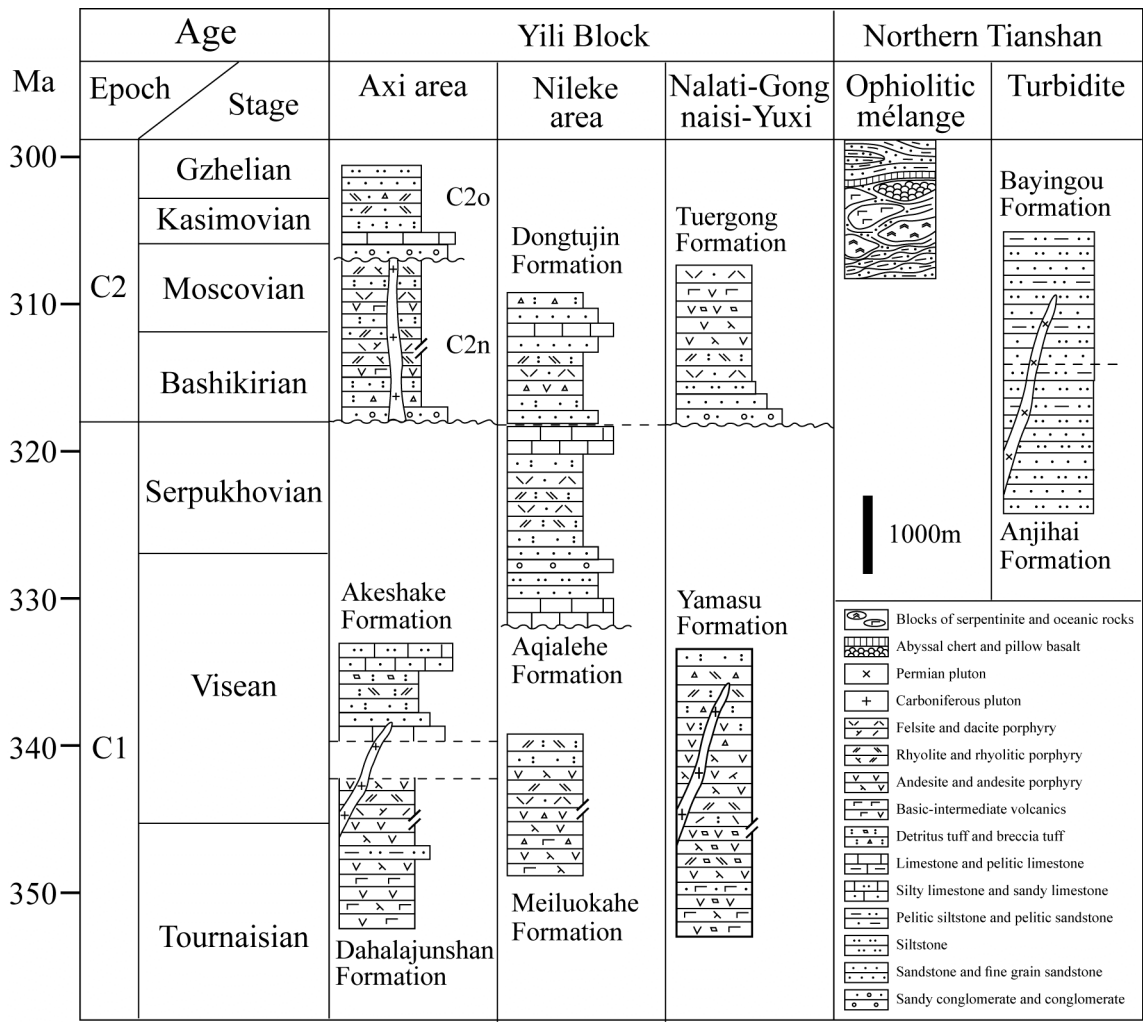 Age
Yili Block
Northern Tianshan
Ma
Epoch
Stage
Axi area
Nileke
area
Nalati-Gong
naisi-Yuxi
Ophiolitic
mélange
Turbidite
300
310
320
330
340
350
C2
C1
Gzhelian
Kasimovian
Moscovian
Bashikirian
Serpukhovian
Visean
Tournaisian
C2o
C2n
Akeshake
Formation
Dahalajunshan
Formation
Dongtujin
Formation
Aqialehe
Formation
Meiluokahe
Formation
Tuergong
Formation
Yamasu
Formation
Bayingou
Formation
Anjihai
Formation
1000m
Blocks of serpentinite and oceanic rocks
Abyssal chert and pillow basalt
Permian pluton
Carboniferous pluton
Felsite and dacite porphyry
Rhyolite and rhyolitic porphyry
Andesite and andesite porphyry
Basic-intermediate volcanics
Detritus tuff and breccia tuff
Limestone and pelitic limestone
Silty limestone and sandy limestone
Pelitic siltstone and pelitic sandstone
Siltstone
Sandstone and fine grain sandstone
Sandy conglomerate and conglomerate